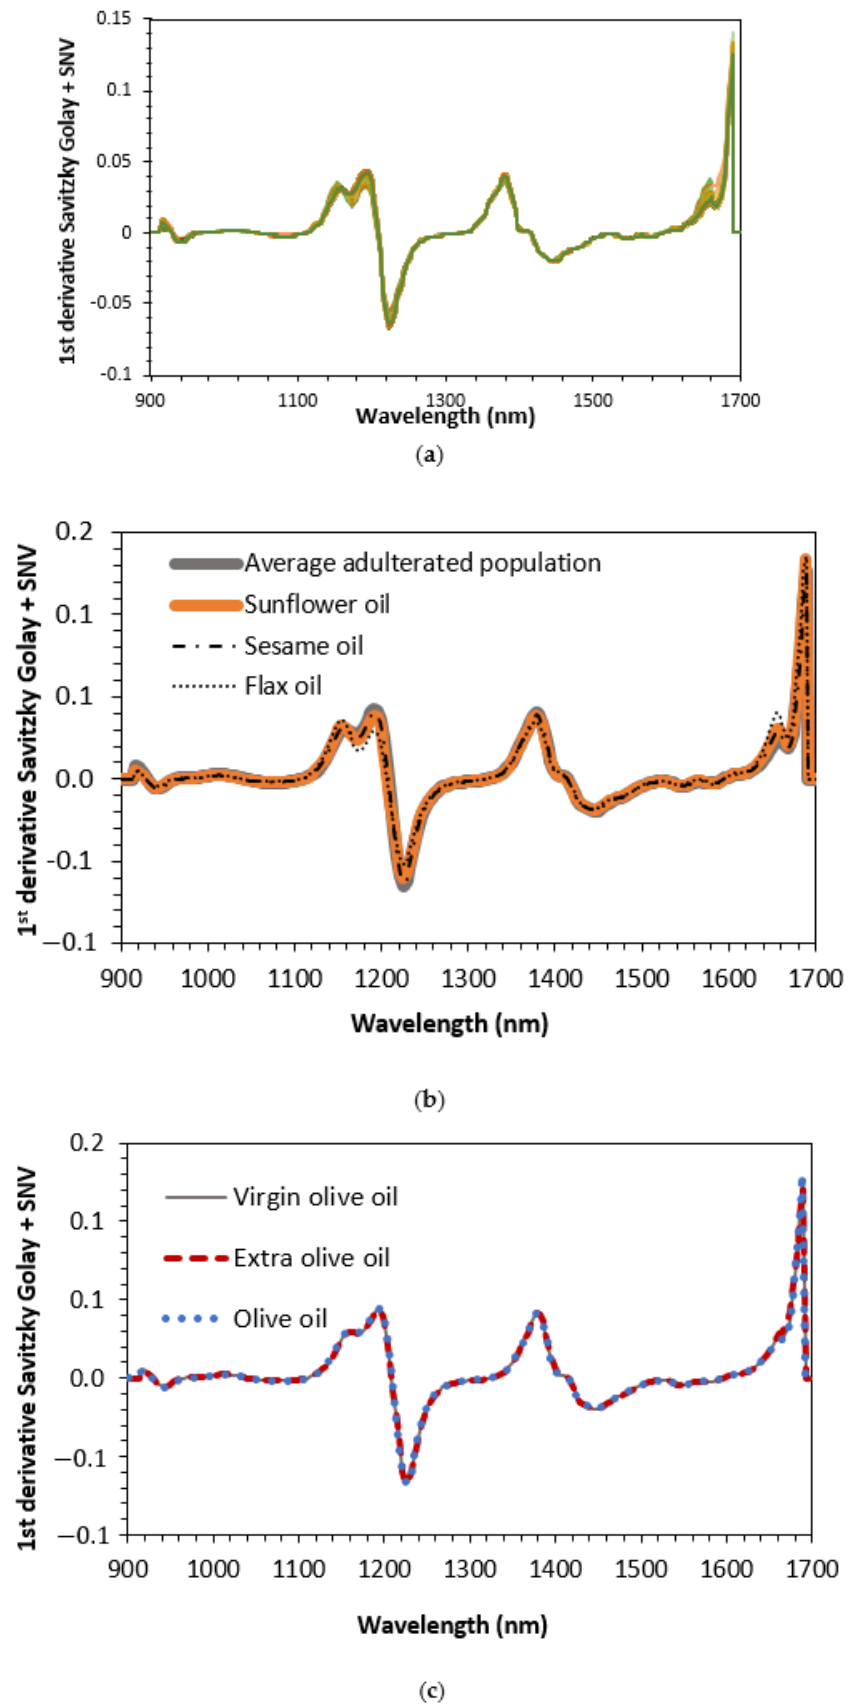 0.15
0.1
0.05
0
-0.05
-0.1
1st derivative Savitzky Golay + SNV
900 1100 1300 1500 1700
Wavelength (nm)
(a)
0.2
0.1
0.1
0.0
-0.1
−0.1
1st derivative Savitzky Golay + SNV
Average adulterated population
Sunflower oil
Sesame oil
Flax oil
900 1000 1100 1200 1300 1400 1500 1600 1700
Wavelength (nm)
(b)
0.2
0.1
0.1
0.0
−0.1
−0.1
1st derivative Savitzky Golay + SNV
Virgin olive oil
Extra olive oil
Olive oil
900 1000 1100 1200 1300 1400 1500 1600 1700
Wavelength (nm)
(c)